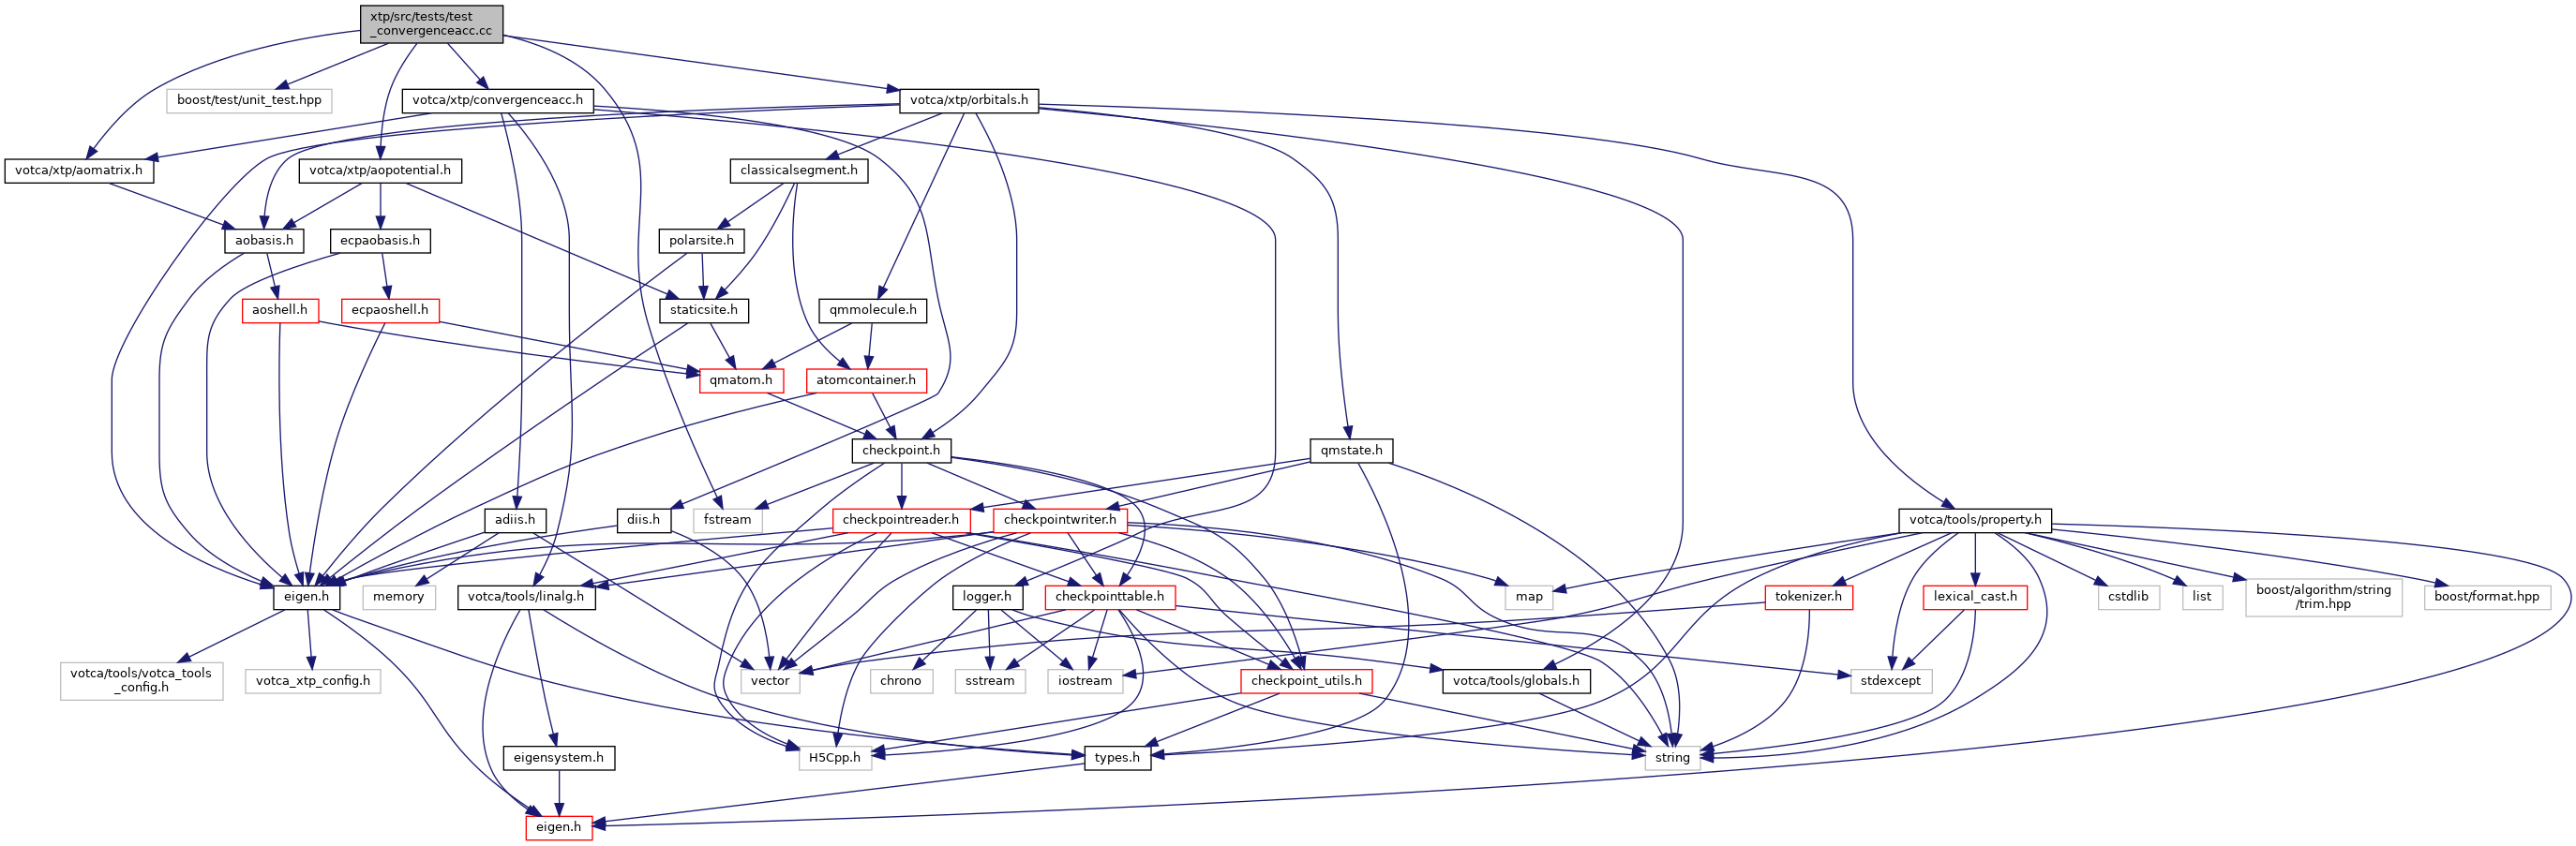 xtp/src/tests/test
_convergenceacc.cc
boost/test/unit_test.hpp
votca/xtp/convergenceacc.h
votca/xtp/orbitals.h
votca/xtp/aomatrix.h
votca/xtp/aopotential.h
classicalsegment.h
aobasis.h
ecpaobasis.h
polarsite.h
aoshell.h
ecpaoshell.h
staticsite.h
qmmolecule.h
qmatom.h
atomcontainer.h
checkpoint.h
qmstate.h
adiis.h
diis.h
fstream
checkpointreader.h
checkpointwriter.h
votca/tools/property.h
eigen.h
memory
votca/tools/linalg.h
logger.h
checkpointtable.h
map
tokenizer.h
lexical_cast.h
cstdlib
list
boost/algorithm/string
/trim.hpp
boost/format.hpp
votca/tools/votca_tools
_config.h
votca_xtp_config.h
vector
chrono
sstream
iostream
checkpoint_utils.h
votca/tools/globals.h
stdexcept
eigensystem.h
H5Cpp.h
types.h
string
eigen.h